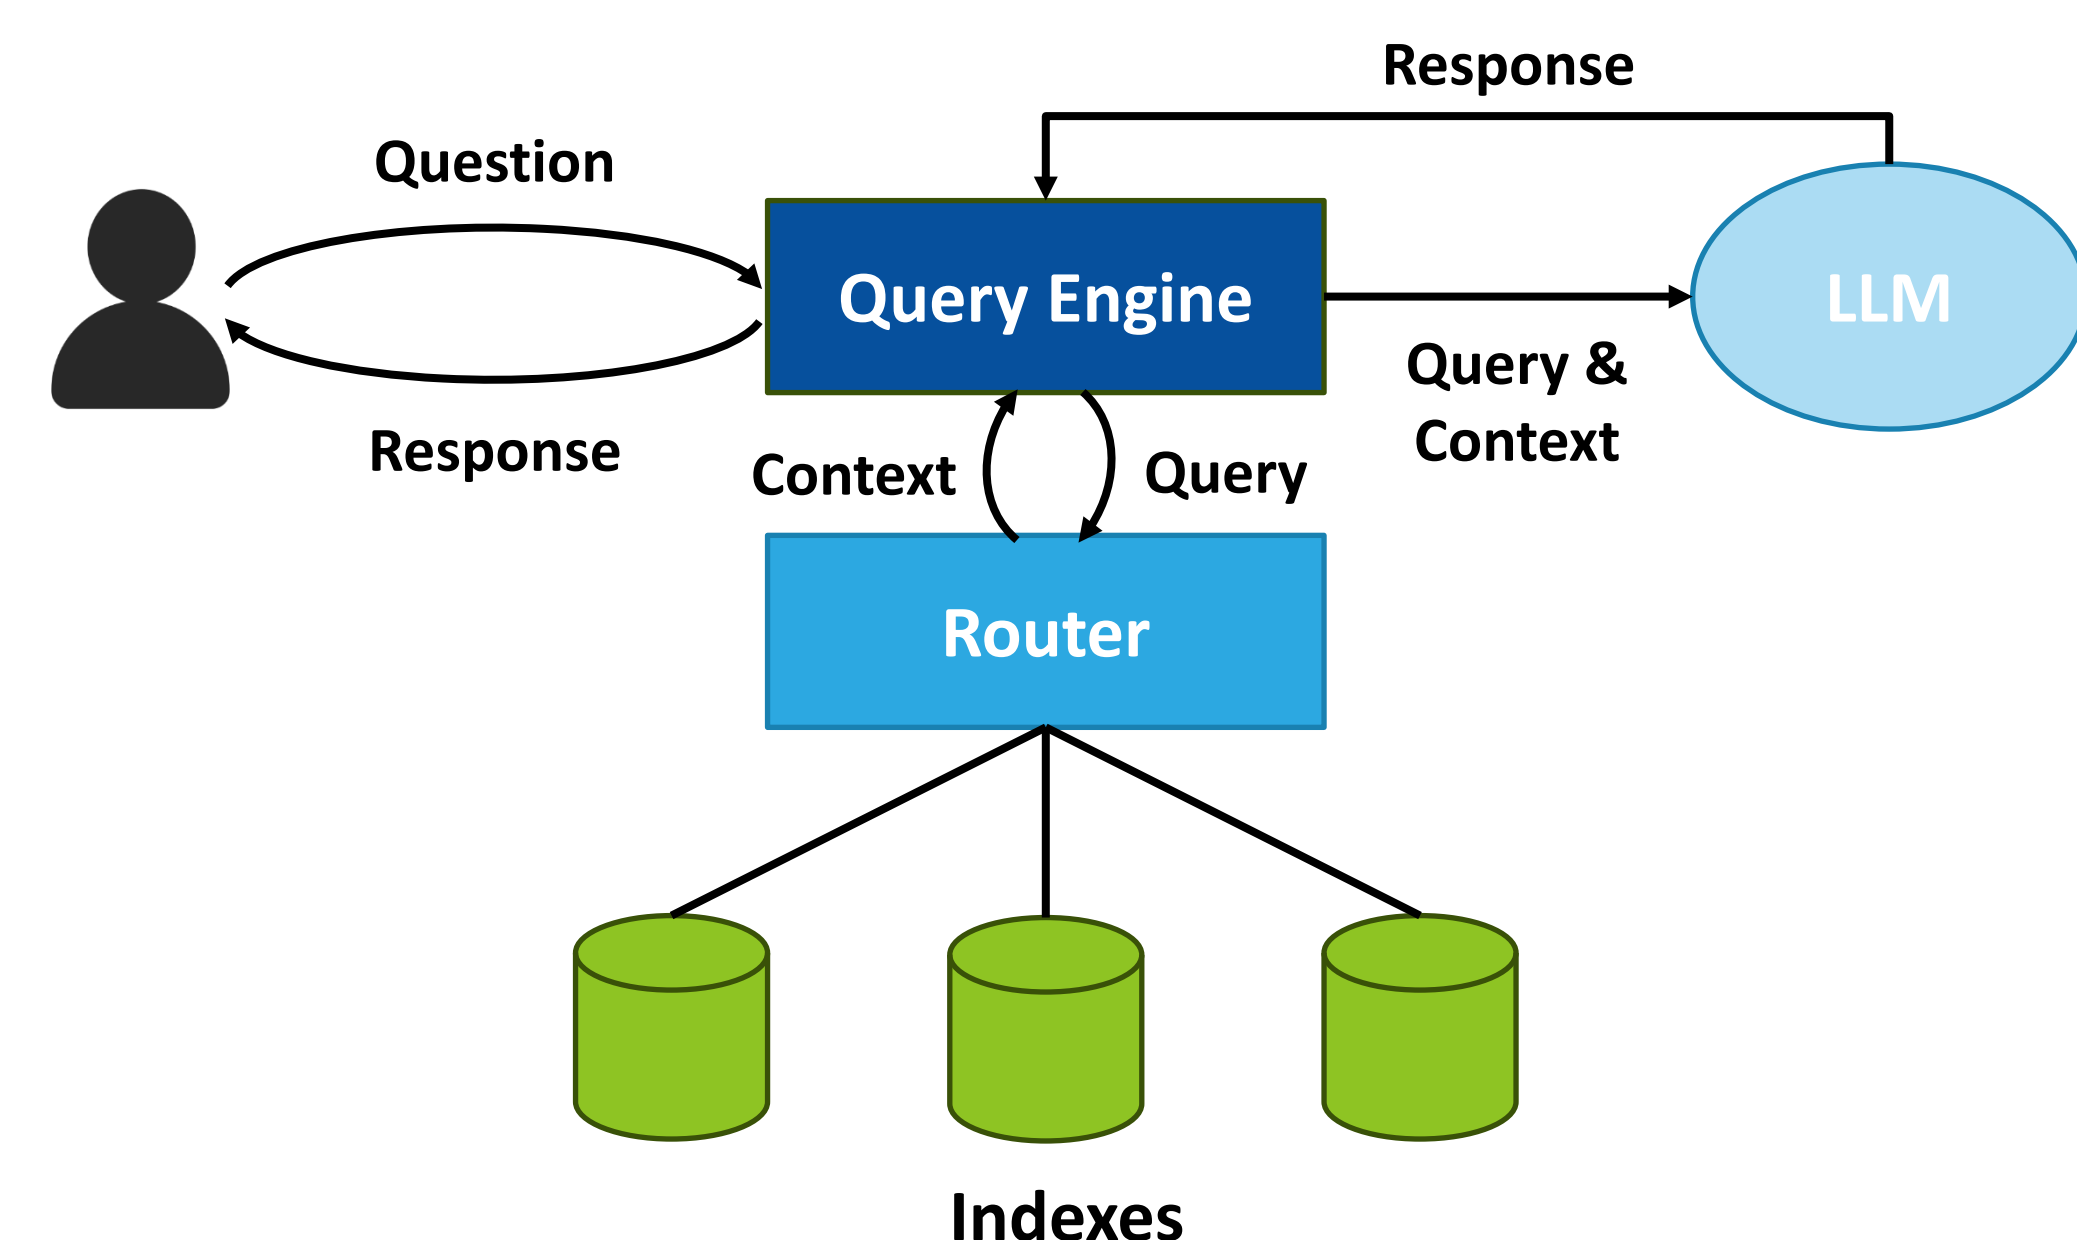 Response
Question
Query Engine
LLM
Query &
Context
Response
Context
Query
Router
Indexes